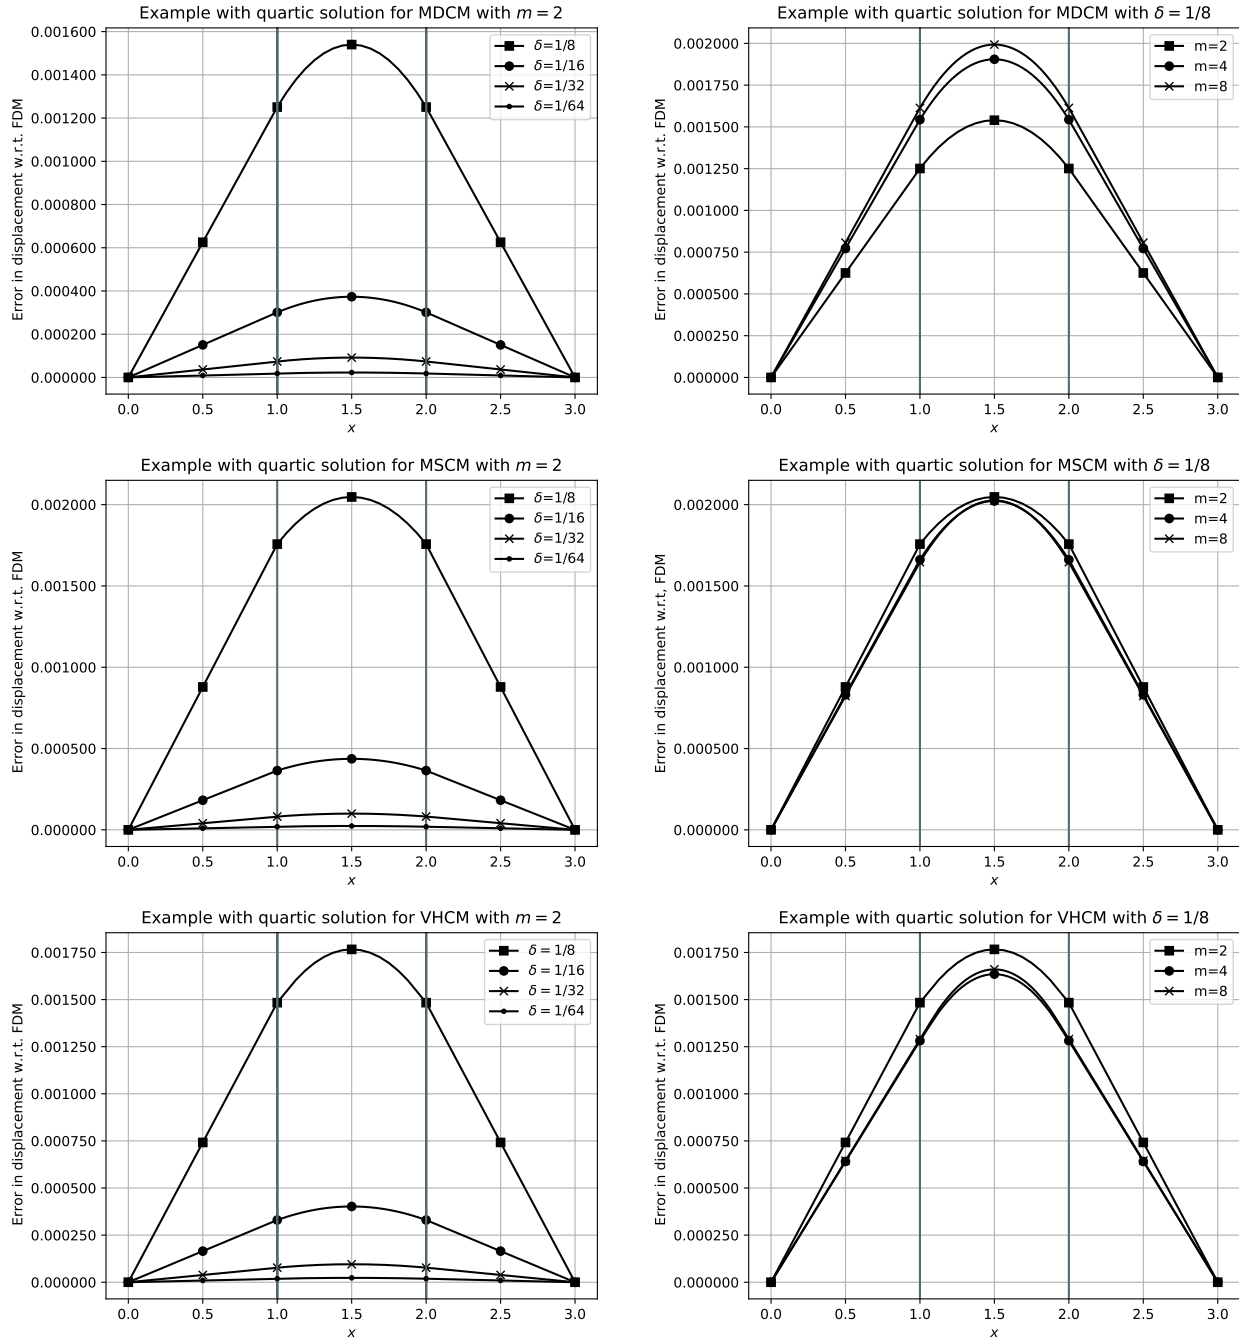 Example with quartic solution for MDCM with m = 2
Error in displacement w.r.t. FDM
0.001600
0.001400
0.001200
0.001000
0.000800
0.000600
0.000400
0.000200
0.000000
δ=1/8
δ=1/16
δ=1/32
δ=1/64
0.0 0.5 1.0 1.5 2.0 2.5 3.0
x
Example with quartic solution for MDCM with δ = 1/8
Error in displacement w.r.t. FDM
0.002000
0.001750
0.001500
0.001250
0.001000
0.000750
0.000500
0.000250
0.000000
m=2
m=4
m=8
0.0 0.5 1.0 1.5 2.0 2.5 3.0
x
Example with quartic solution for MSCM with m = 2
Error in displacement w.r.t. FDM
0.002000
0.001500
0.001000
0.000500
0.000000
δ=1/8
δ=1/16
δ=1/32
δ=1/64
0.0 0.5 1.0 1.5 2.0 2.5 3.0
x
Example with quartic solution for MSCM with δ = 1/8
Error in displacement w.r.t, FDM
0.002000
0.001500
0.001000
0.000500
0.000000
m=2
m=4
m=8
0.0 0.5 1.0 1.5 2.0 2.5 3.0
x
Example with quartic solution for VHCM with m = 2
Error in displacement w.r.t. FDM
0.001750
0.001500
0.001250
0.001000
0.000750
0.000500
0.000250
0.000000
δ = 1/8
δ = 1/16
δ = 1/32
δ = 1/64
0.0 0.5 1.0 1.5 2.0 2.5 3.0
x
Example with quartic solution for VHCM with δ = 1/8
Error in displacement w.r.t. FDM
0.001750
0.001500
0.001250
0.001000
0.000750
0.000500
0.000250
0.000000
m=2
m=4
m=8
0.0 0.5 1.0 1.5 2.0 2.5 3.0
x